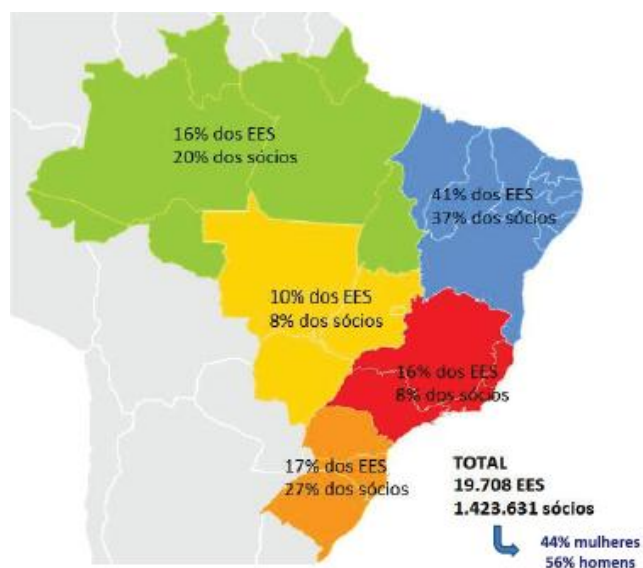 16% dos EES
20% dos sócios
41% dos EES
37% dos sócios
10% dos EES
8% dos sócios
16% dos EES
8% dos sócios
17% dos EES
27% dos sócios
TOTAL
19.708 EES
1.423.631 sócios
44% mulheres
56% homens